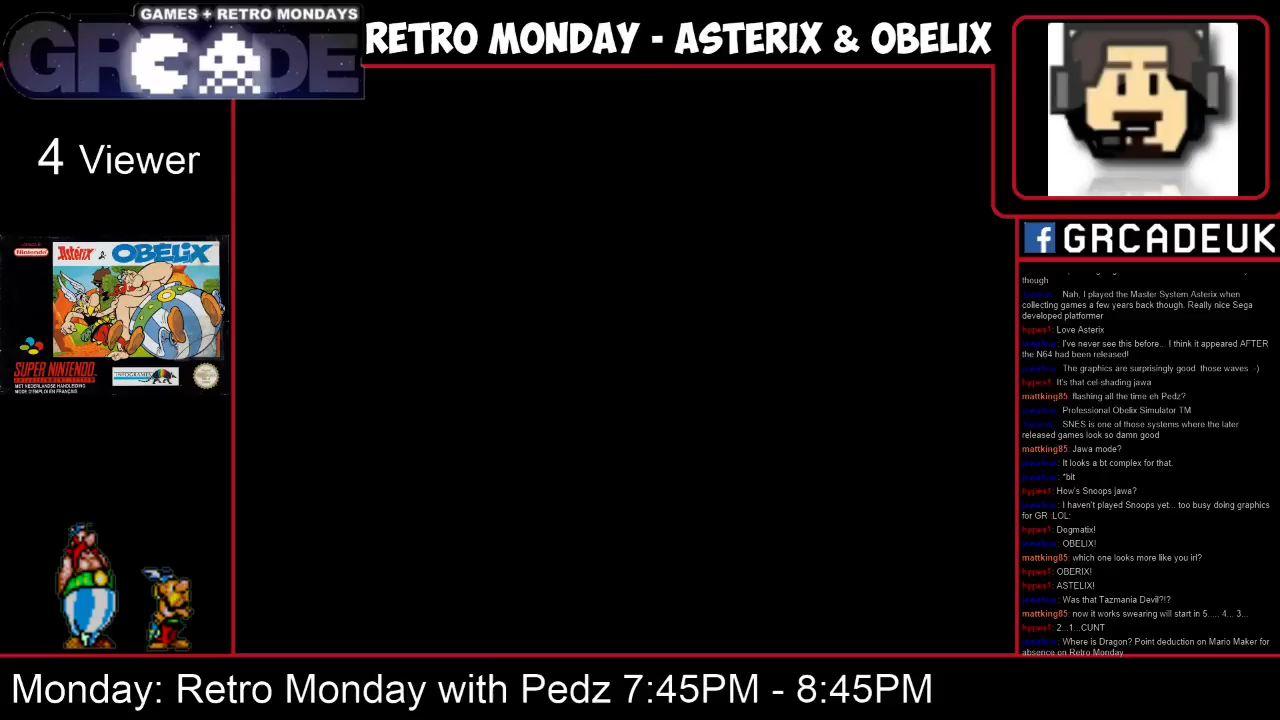 GAMES + RETRO MONDAYS
GRCADE
RETRO MONDAY - ASTERIX & OBELIX
4 Viewer
Nintendo
Astérix & OBELIX
SUPER NINTENDO
ENTERTAINMENT SYSTEM
MET NEDERLANDSE HANDLEIDING
MODE D'EMPLOI EN FRANÇAIS
INFOGRAMES
f GRCADEUK
though
Nah, I played the Master System Asterix when
collecting games a few years back though. Really nice Sega
developed platformer
hypes1: Love Asterix
: I've never see this before... I think it appeared AFTER
the N64 had been released!
: The graphics are surprisingly good those waves :-)
hypes1: It's that cel-shading jawa
mattking85: flashing all the time eh Pedz?
: Professional Obelix Simulator TM
: SNES is one of those systems where the later
released games look so damn good
mattking85: Jawa mode?
: It looks a bt complex for that.
: *bit
hypes1: How's Snoops jawa?
: I haven't played Snoops yet... too busy doing graphics
for GR LOL:
hypes1: Dogmatix!
: OBELIX!
mattking85: which one looks more like you irl?
hypes1: OBERIX!
hypes1: ASTELIX!
: Was that Tazmania Devil?!?
mattking85: now it works swearing will start in 5..... 4... 3...
hypes1: 2...1...CUNT
: Where is Dragon? Point deduction on Mario Maker for
absence on Retro Monday
Monday: Retro Monday with Pedz 7:45PM - 8:45PM